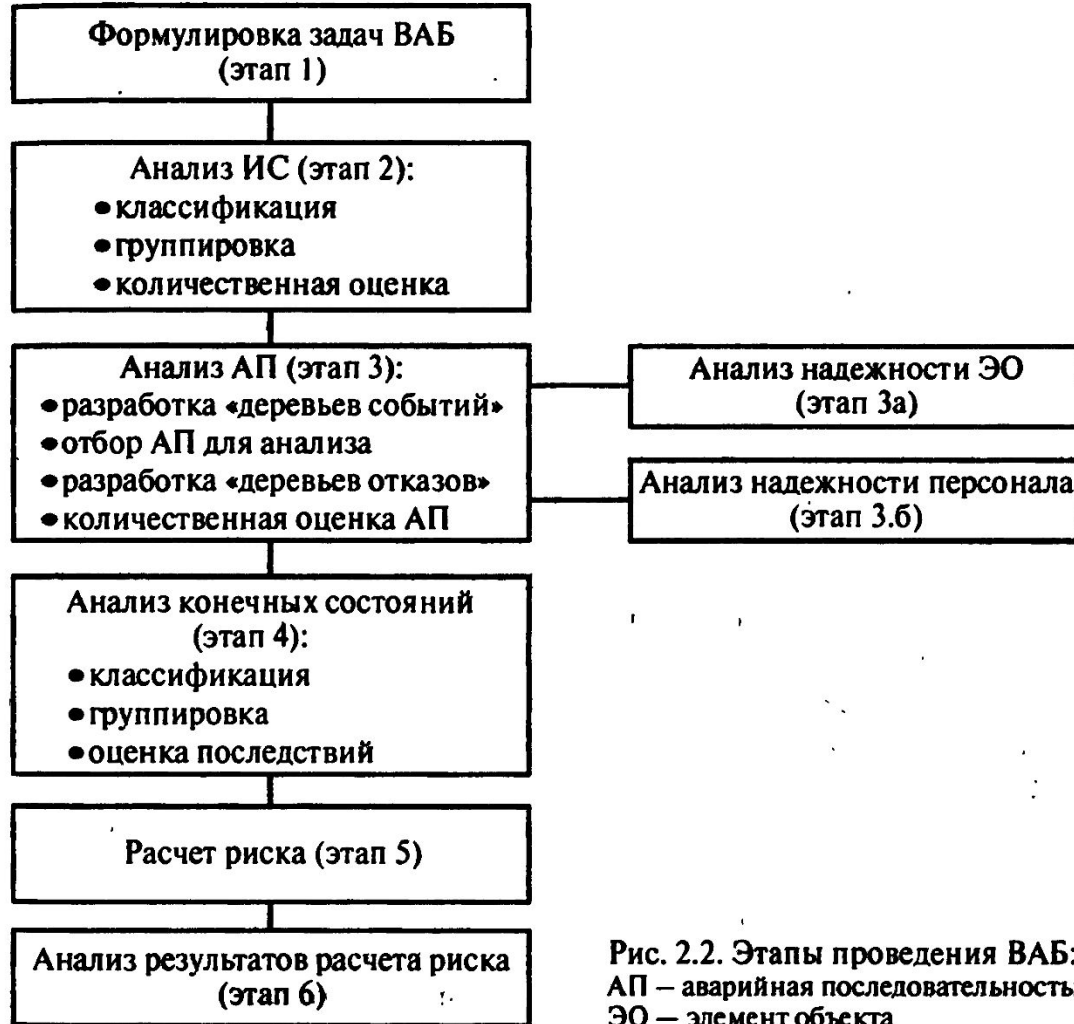 Формулировка задач ВАБ
(этап 1)
Анализ ИС (этап 2):
•классификация
•группировка
•количественная оценка
Анализ АП (этап 3):
•разработка «деревьев событий»
•отбор АП для анализа
•разработка «деревьев отказов»
•количественная оценка АП
Анализ надежности ЭО
(этап 3а)
Анализ надежности персонала
(этап 3.б)
Анализ конечных состояний
(этап 4):
•классификация
•группировка
•оценка последствий
Расчет риска (этап 5)
Анализ результатов расчета риска
(этап 6)
Рис. 2.2. Этапы проведения ВАБ:
АП — аварийная последовательность
ЭО — элемент объекта